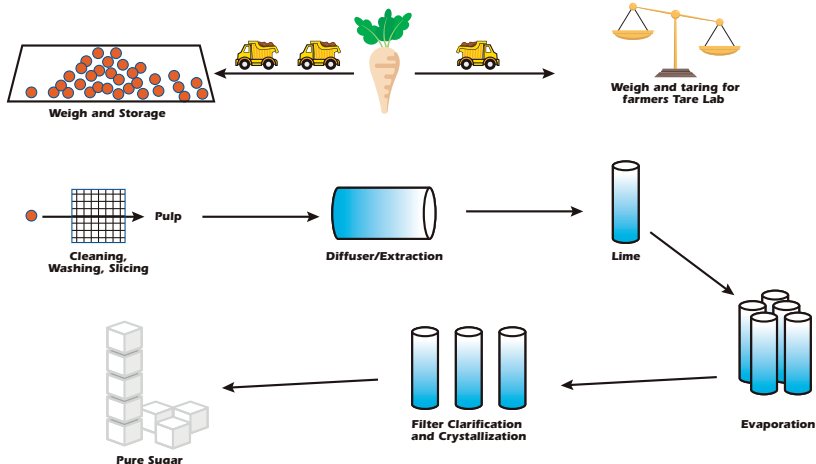 Weigh and Storage
Weigh and taring for
farmers Tare Lab
Pulp
Cleaning,
Washing, Slicing
Diffuser/Extraction
Lime
Evaporation
Filter Clarification
and Crystallization
Pure Sugar